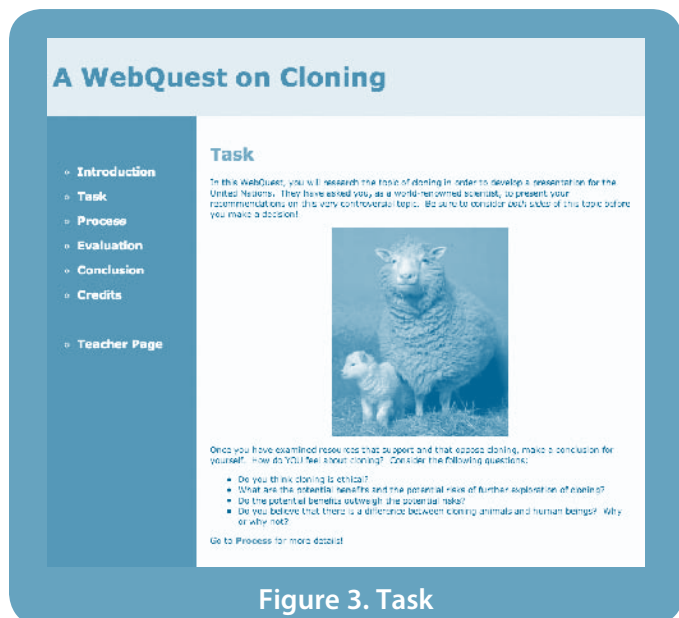 A WebQuest on Cloning
Introduction
Task
Process
Evaluation
Conclusion
Credits
Teacher Page
Task
In this WebQuest, you will research the topic of cloning in order to develop a presentation for the
United Nations. They have asked you, as a world-renowned scientist, to present your
recommendations on this very controversial topic. Be sure to consider both sides of this topic before
you make a decision!
Once you have examined resources that support and that oppose cloning, make a conclusion for
yourself. How do YOU feel about cloning? Consider the following questions:
Do you think cloning is ethical?
What are the potential benefits and the potential risks of further exploration of cloning?
Do the potential benefits outweigh the potential risks?
Do you believe that there is a difference between cloning animals and human beings? Why
or why not?
Go to Process for more details!
Figure 3. Task